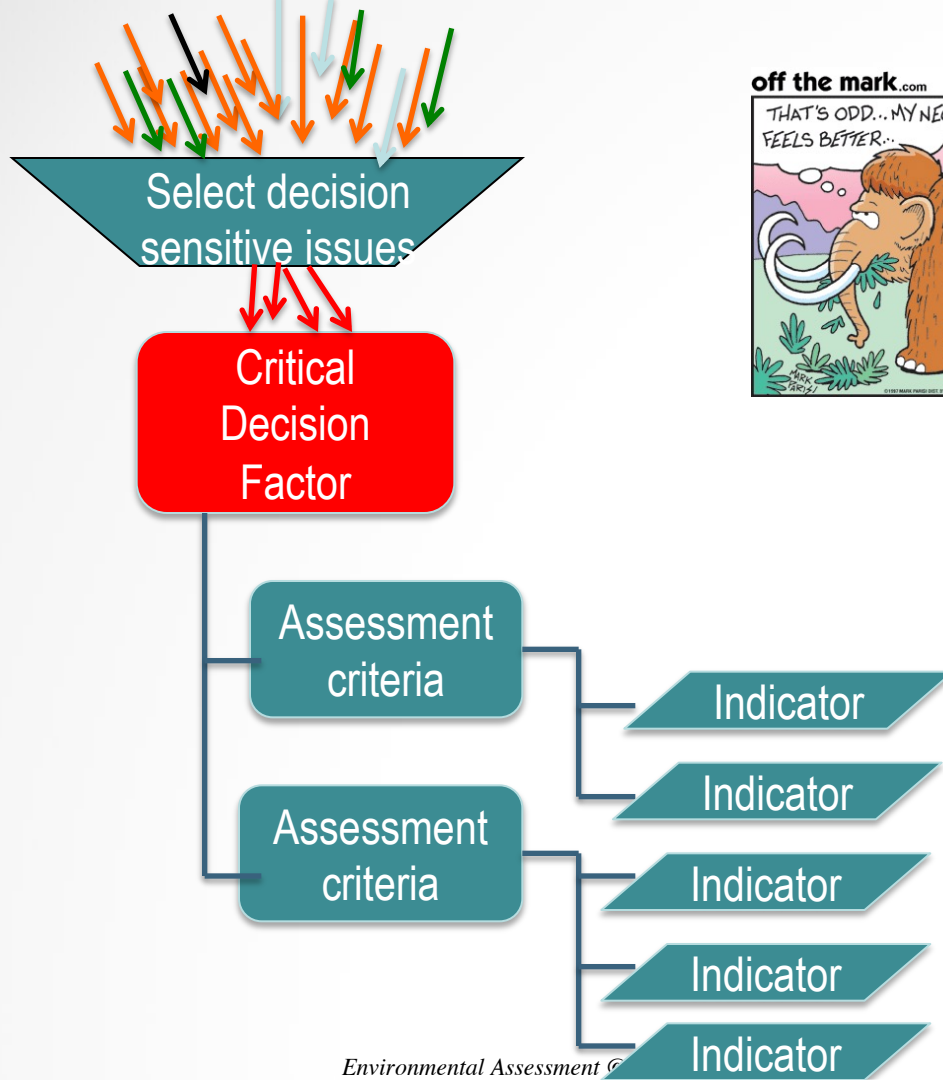 Select decision
sensitive issues
Critical
Decision
Factor
Assessment
criteria
Assessment
criteria
Indicator
Indicator
Indicator
Indicator
Indicator
off the mark.com
THAT'S ODD... MY
FEELS BETTER...
MARK
PARISI
Environmental Assessment